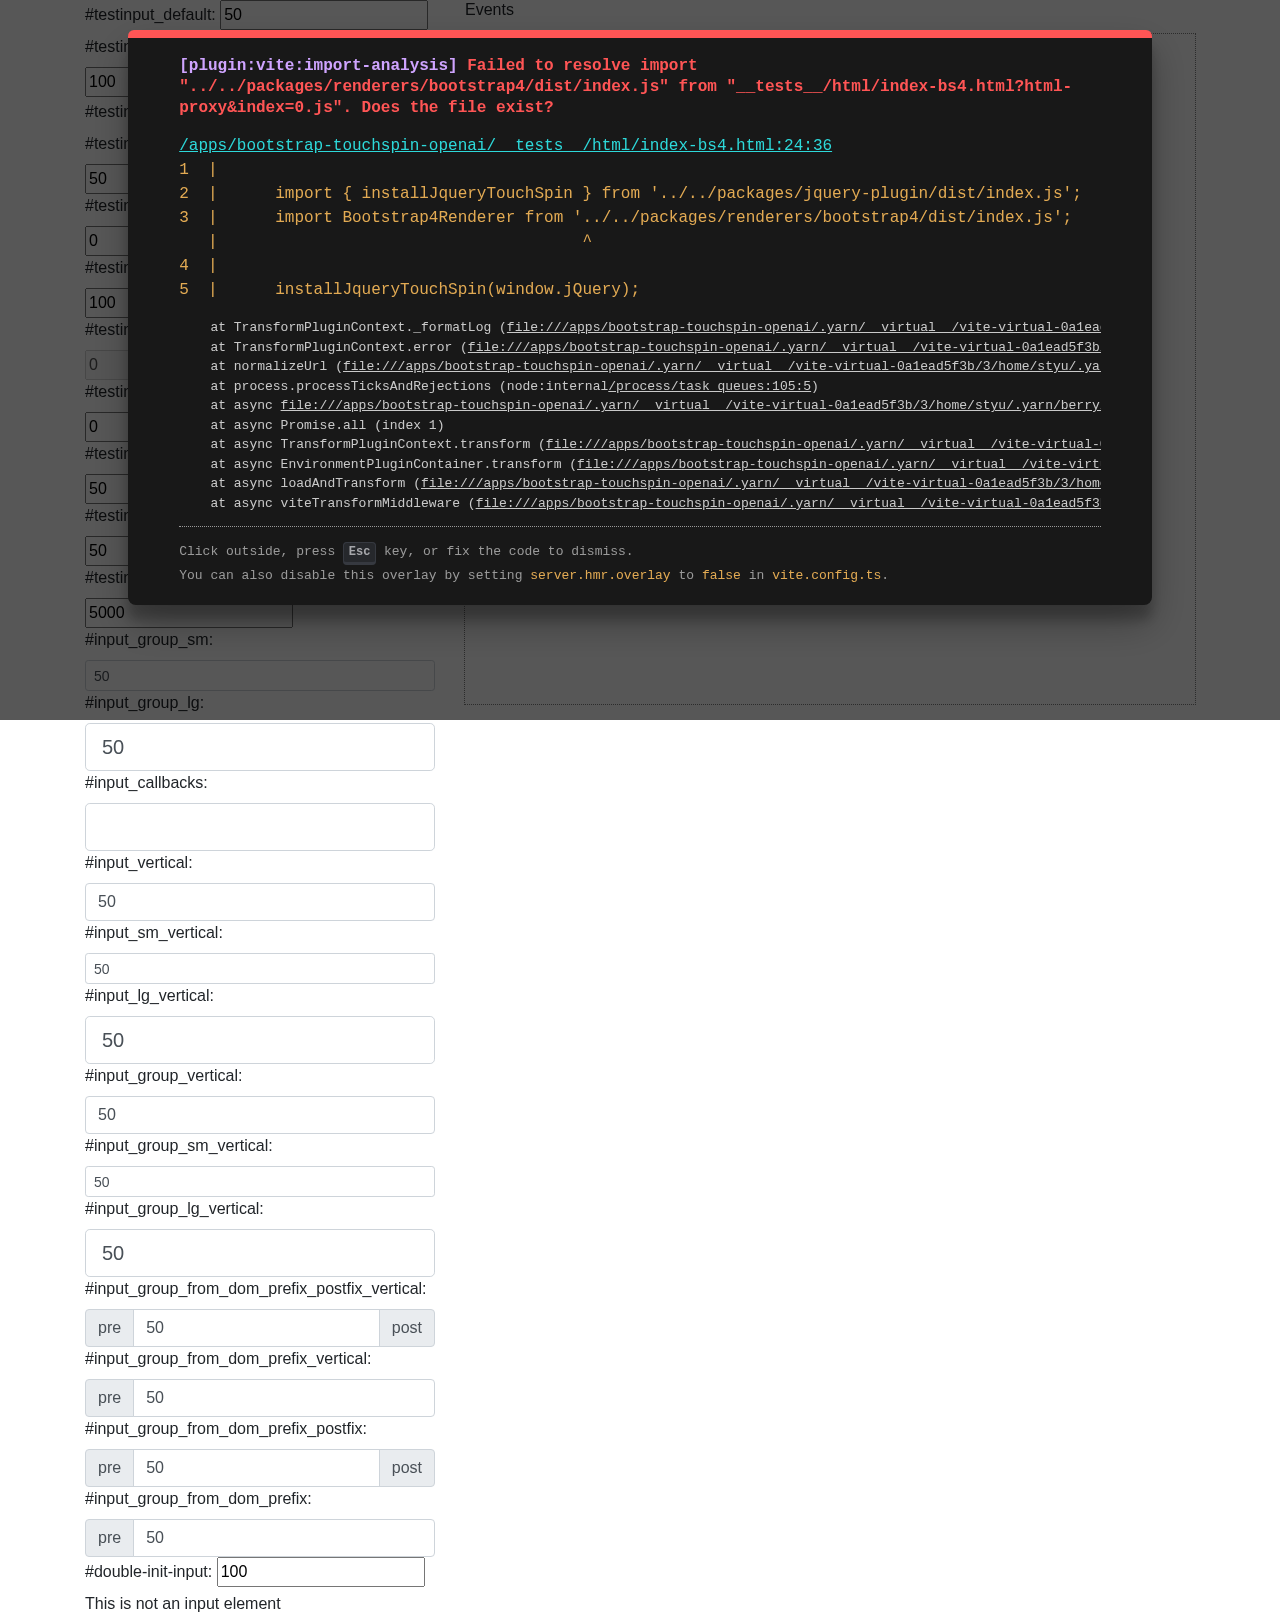 #testinput_default: 50
Events
[plugin:vite:import-analysis] Failed to resolve import
"../../packages/renderers/bootstrap4/dist/index.js" from "__tests__/html/index-bs4.html?html-
proxy&index=0.js". Does the file exist?
/apps/bootstrap-touchspin-openai/__tests__/html/index-bs4.html:24:36
1 |
2 | import { installJqueryTouchSpin } from '../../packages/jquery-plugin/dist/index.js';
3 | import Bootstrap4Renderer from '../../packages/renderers/bootstrap4/dist/index.js';
| ^
4 |
5 | installJqueryTouchSpin(window.jQuery);
at TransformPluginContext._formatLog (file:///apps/bootstrap-touchspin-openai/.yarn/__virtual__/vite-virtual-0a1ead
at TransformPluginContext.error (file:///apps/bootstrap-touchspin-openai/.yarn/__virtual__/vite-virtual-0a1ead5f3b
at normalizeUrl (file:///apps/bootstrap-touchspin-openai/.yarn/__virtual__/vite-virtual-0a1ead5f3b/3/home/styu/.ya
at process.processTicksAndRejections (node:internal/process/task_queues:105:5)
at async file:///apps/bootstrap-touchspin-openai/.yarn/__virtual__/vite-virtual-0a1ead5f3b/3/home/styu/.yarn/berry
at async Promise.all (index 1)
at async TransformPluginContext.transform (file:///apps/bootstrap-touchspin-openai/.yarn/__virtual__/vite-virtual-
at async EnvironmentPluginContainer.transform (file:///apps/bootstrap-touchspin-openai/.yarn/__virtual__/vite-virt
at async loadAndTransform (file:///apps/bootstrap-touchspin-openai/.yarn/__virtual__/vite-virtual-0a1ead5f3b/3/hom
at async viteTransformMiddleware (file:///apps/bootstrap-touchspin-openai/.yarn/__virtual__/vite-virtual-0a1ead5f3
Click outside, press Esc key, or fix the code to dismiss.
You can also disable this overlay by setting server.hmr.overlay to false in vite.config.ts.
#testin
100
#testin
#testin
50
#testin
0
#testin
100
#testin
0
#testin
0
#testin
50
#testin
50
#testin
5000
#input_group_sm:
50
#input_group_lg:
50
#input_callbacks:
#input_vertical:
50
#input_sm_vertical:
50
#input_lg_vertical:
50
#input_group_vertical:
50
#input_group_sm_vertical:
50
#input_group_lg_vertical:
50
#input_group_from_dom_prefix_postfix_vertical:
pre 50 post
#input_group_from_dom_prefix_vertical:
pre 50
#input_group_from_dom_prefix_postfix:
pre 50 post
#input_group_from_dom_prefix:
pre 50
#double-init-input: 100
This is not an input element